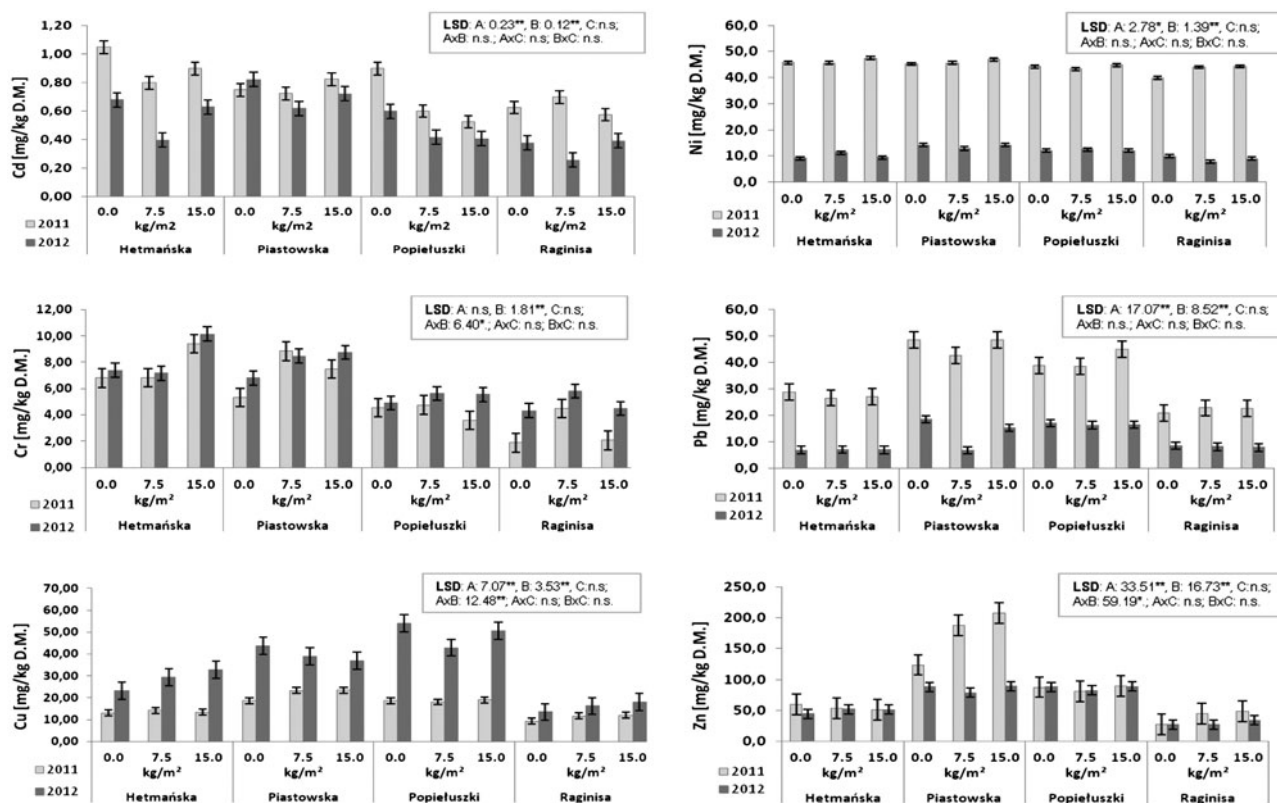 LSD: A: 0.23**, B: 0.12**, C:n.s;
AxB: n.s.; AxC: n.s; BxC: n.s.
Cd [mg/kg D.M.]
1,20
1,00
0,80
0,60
0,40
0,20
0,00
0.0 7.5 15.0 0.0 7.5 15.0 0.0 7.5 15.0 0.0 7.5 15.0
kg/m2 kg/m2 kg/m2 kg/m2
2011
2012
Hetmańska Piastowska Popiełuszki Raginisa
LSD: A: 2.78*, B: 1.39**, C:n.s;
AxB: n.s.; AxC: n.s; BxC: n.s.
Ni [mg/kg D.M.]
60,0
50,0
40,0
30,0
20,0
10,0
0,0
0.0 7.5 15.0 0.0 7.5 15.0 0.0 7.5 15.0 0.0 7.5 15.0
kg/m² kg/m² kg/m² kg/m²
2011
2012
Hetmańska Piastowska Popiełuszki Raginisa
LSD: A: n.s, B: 1.81**, C:n.s;
AxB: 6.40*.; AxC: n.s; BxC: n.s.
Cr [mg/kg D.M.]
12,00
10,00
8,00
6,00
4,00
2,00
0,00
0.0 7.5 15.0 0.0 7.5 15.0 0.0 7.5 15.0 0.0 7.5 15.0
kg/m² kg/m² kg/m² kg/m²
2011
2012
Hetmańska Piastowska Popiełuszki Raginisa
LSD: A: 17.07**, B: 8.52**, C:n.s;
AxB: n.s.; AxC: n.s; BxC: n.s.
Pb [mg/kg D.M.]
60,0
50,0
40,0
30,0
20,0
10,0
0,0
0.0 7.5 15.0 0.0 7.5 15.0 0.0 7.5 15.0 0.0 7.5 15.0
kg/m² kg/m² kg/m² kg/m²
2011
2012
Hetmańska Piastowska Popiełuszki Raginisa
LSD: A: 7.07**, B: 3.53**, C:n.s;
AxB: 12.48**; AxC: n.s; BxC: n.s.
Cu [mg/kg D.M.]
70,00
60,00
50,00
40,00
30,00
20,00
10,00
0,00
0.0 7.5 15.0 0.0 7.5 15.0 0.0 7.5 15.0 0.0 7.5 15.0
kg/m² kg/m² kg/m² kg/m²
2011
2012
Hetmańska Piastowska Popiełuszki Raginisa
LSD: A: 33.51**, B: 16.73**, C:n.s;
AxB: 59.19*.; AxC: n.s; BxC: n.s.
Zn [mg/kg D.M.]
250,0
200,0
150,0
100,0
50,0
0,0
0.0 7.5 15.0 0.0 7.5 15.0 0.0 7.5 15.0 0.0 7.5 15.0
kg/m² kg/m² kg/m² kg/m²
2011
2012
Hetmańska Piastowska Popiełuszki Raginisa